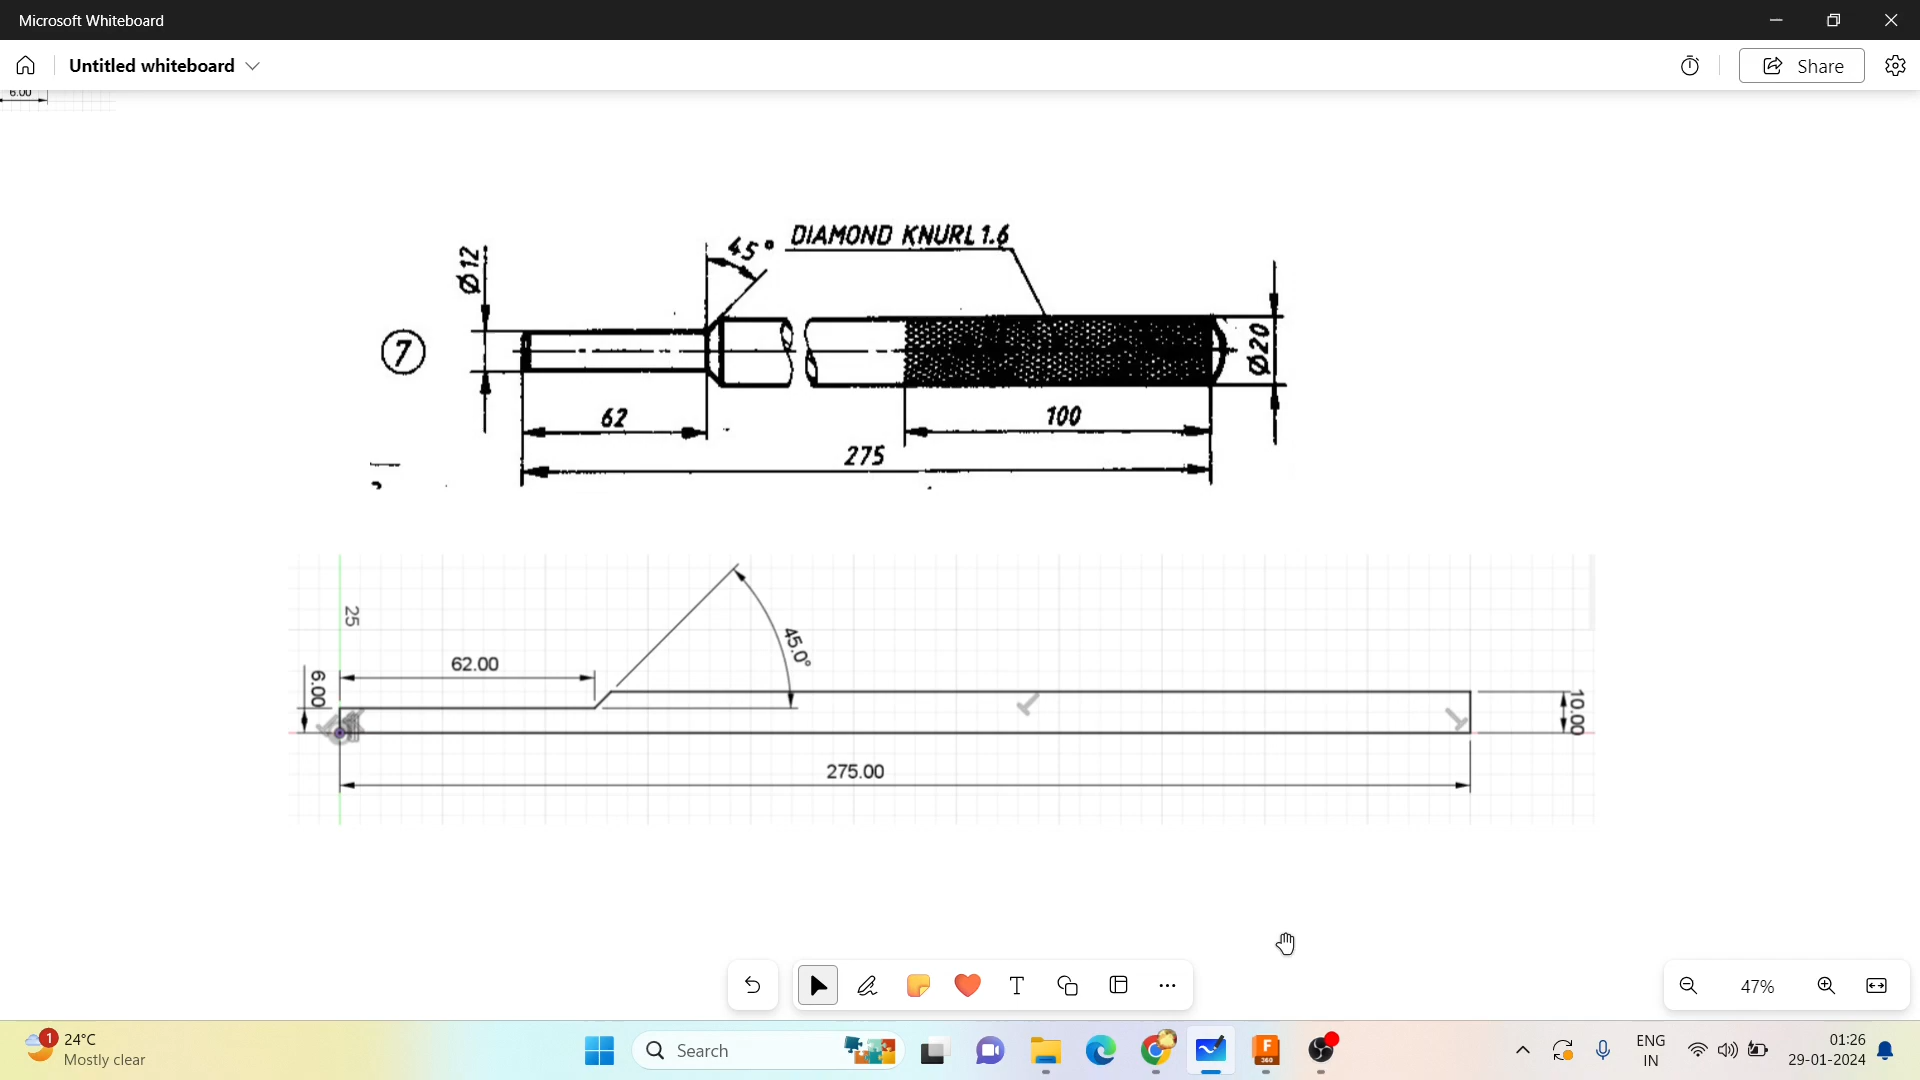 Microsoft Whiteboard
Untitled whiteboard
Share
6.00
Ø12
45°
DIAMOND KNURL 1.6
7
Ø20
62
100
275
25
45.0°
62.00
6.00
10.00
275.00
47%
1
24°C
Mostly clear
Search
F
360
ENG
IN
01:26
29-01-2024